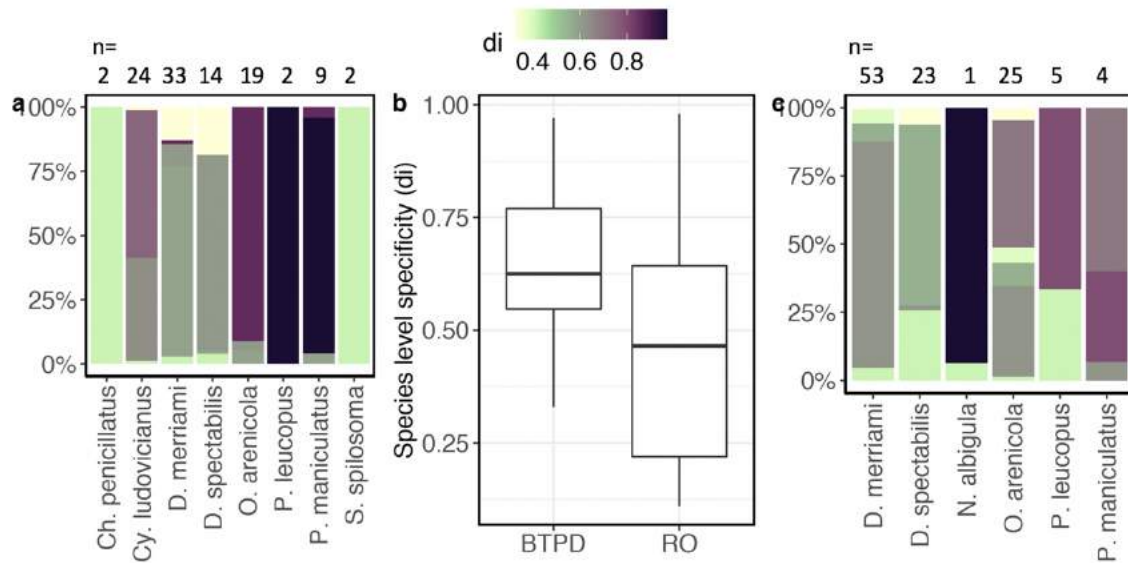 n=
2 24 33 14 19 2 9 2
di
0.4 0.6 0.8
n=
53 23 1 25 5 4
a
100%
75%
50%
25%
0%
Ch. penicillatus
Cy. ludovicianus
D. merriami
D. spectabilis
O. arenicola
P. leucopus
P. maniculatus
S. spilosoma
b
Species level specificity (di)
1.00
0.75
0.50
0.25
BTPD RO
c
100%
75%
50%
25%
0%
D. merriami
D. spectabilis
N. albigula
O. arenicola
P. leucopus
P. maniculatus